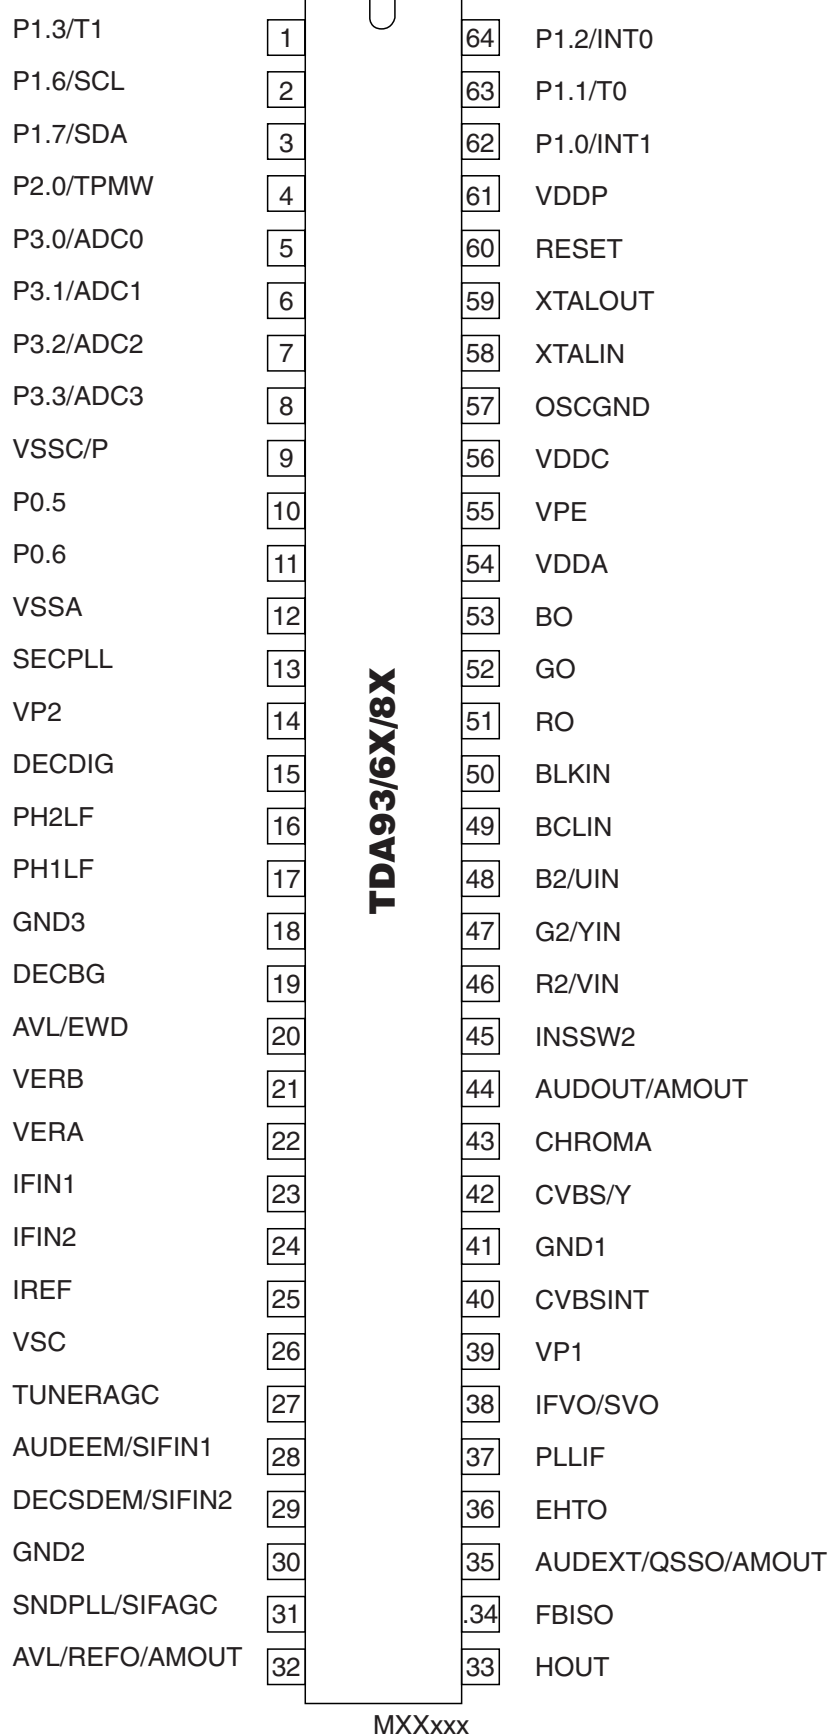 P1.3/T1 1 64 P1.2/INT0
P1.6/SCL 2 63 P1.1/T0
P1.7/SDA 3 62 P1.0/INT1
P2.0/TPMW 4 61 VDDP
P3.0/ADC0 5 60 RESET
P3.1/ADC1 6 59 XTALOUT
P3.2/ADC2 7 58 XTALIN
P3.3/ADC3 8 57 OSCGND
VSSC/P 9 56 VDDC
P0.5 10 55 VPE
P0.6 11 54 VDDA
VSSA 12 53 BO
SECPLL 13 52 GO
VP2 14 51 RO
DECDIG 15 50 BLKIN
PH2LF 16 49 BCLIN
PH1LF 17 48 B2/UIN
GND3 18 47 G2/YIN
DECBG 19 46 R2/VIN
AVL/EWD 20 45 INSSW2
VERB 21 44 AUDOUT/AMOUT
VERA 22 43 CHROMA
IFIN1 23 42 CVBS/Y
IFIN2 24 41 GND1
IREF 25 40 CVBSINT
VSC 26 39 VP1
TUNERAGC 27 38 IFVO/SVO
AUDEEM/SIFIN1 28 37 PLLIF
DECSDEM/SIFIN2 29 36 EHTO
GND2 30 35 AUDEXT/QSSO/AMOUT
SNDPLL/SIFAGC 31 .34 FBISO
AVL/REFO/AMOUT 32 33 HOUT
TDA93/6X/8X
MXXxxx